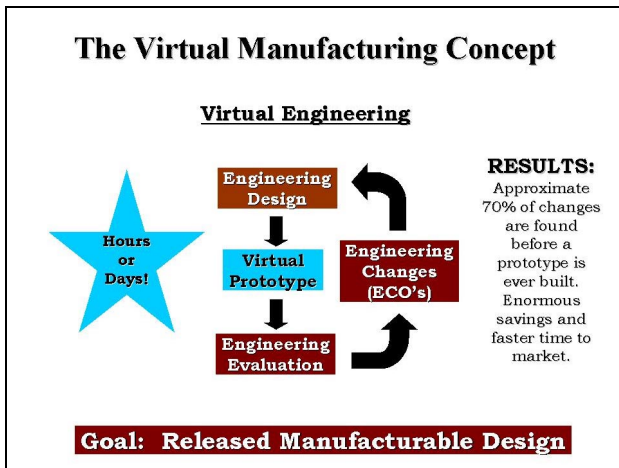 The Virtual Manufacturing Concept
Virtual Engineering
Hours
or
Days!
Engineering
Design
Virtual
Prototype
Engineering
Evaluation
Engineering
Changes
(ECO's)
RESULTS:
Approximate
70% of changes
are found
before a
prototype is
ever built.
Enormous
savings and
faster time to
market.
Goal: Released Manufacturable Design